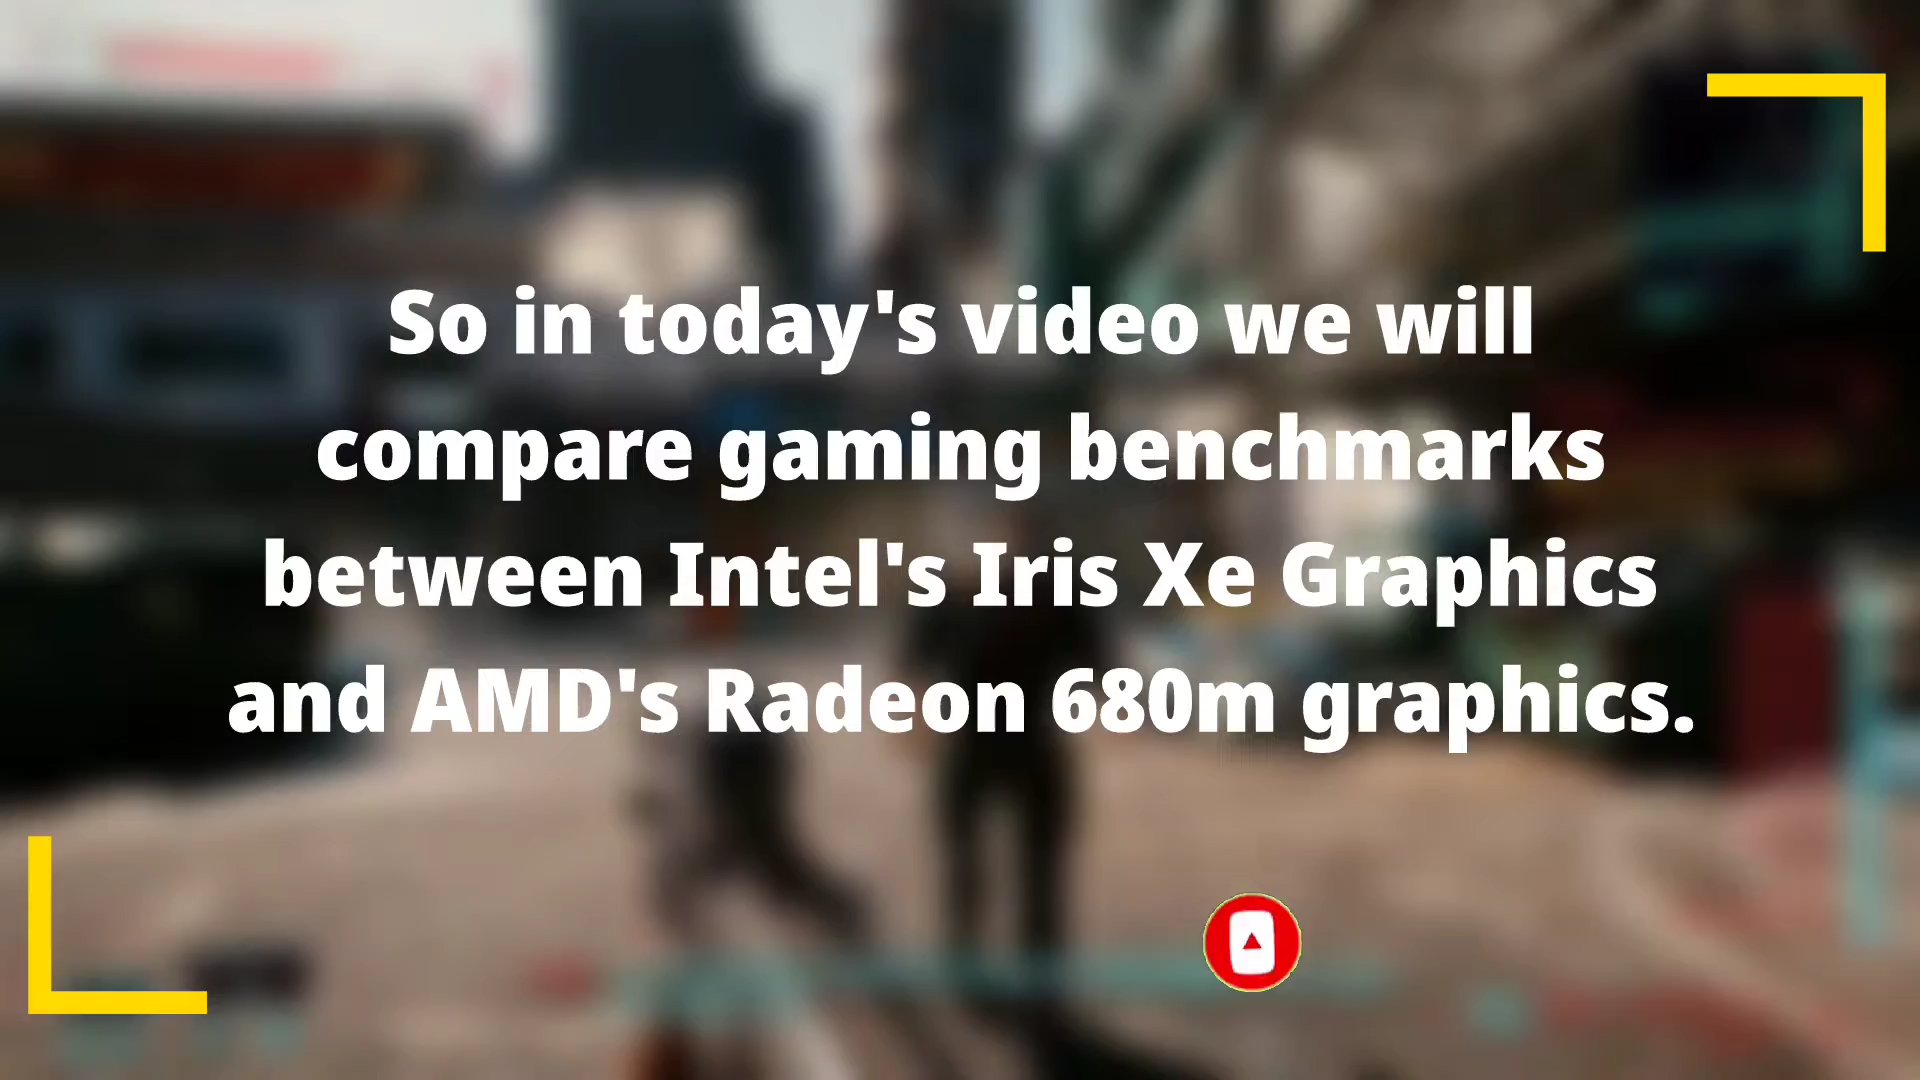 So in today's video we will
compare gaming benchmarks
between Intel's Iris Xe Graphics
and AMD's Radeon 680m graphics.